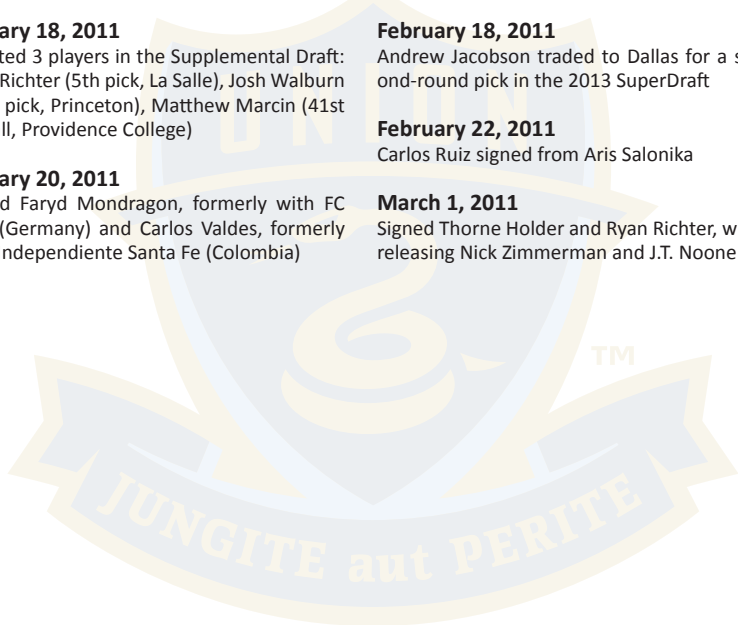 ary 18, 2011
ted 3 players in the Supplemental Draft:
Richter (5th pick, La Salle), Josh Walburn
pick, Princeton), Matthew Marcin (41st
ll, Providence College)
ary 20, 2011
d Faryd Mondragon, formerly with FC
(Germany) and Carlos Valdes, formerly
ndependiente Santa Fe (Colombia)
February 18, 2011
Andrew Jacobson traded to Dallas for a s
ond-round pick in the 2013 SuperDraft
February 22, 2011
Carlos Ruiz signed from Aris Salonika
March 1, 2011
Signed Thorne Holder and Ryan Richter, w
releasing Nick Zimmerman and J.T. Noone
UNION
TM
JUNGITE aut PERITE